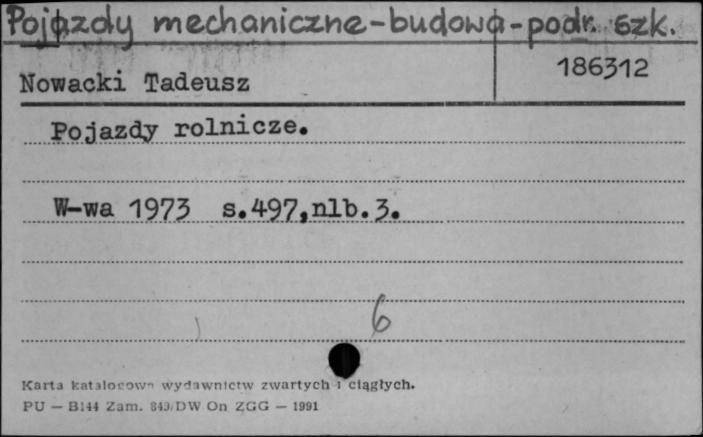 Pojazdy mechaniczne-budowa-podr. szk.
186312
Nowacki Tadeusz
Pojazdy rolnicze.
W-wa 1973 s.497,nlb.3.
6
Karta katalogowa wydawnictw zwartych i ciągłych.
PU — B144 Zam. 849/DW On ZGG — 1991